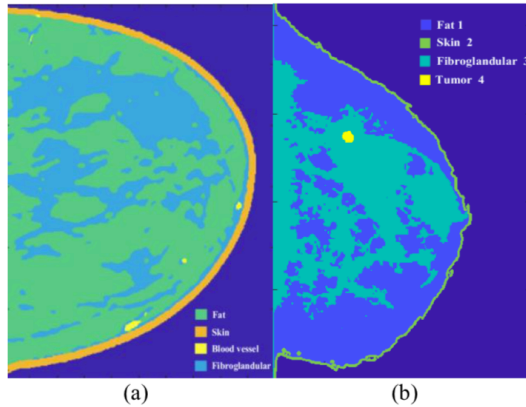 Fat 1
Skin 2
Fibroglandular 3
Tumor 4
Fat
Skin
Blood vessel
Fibroglandular
(a)
(b)